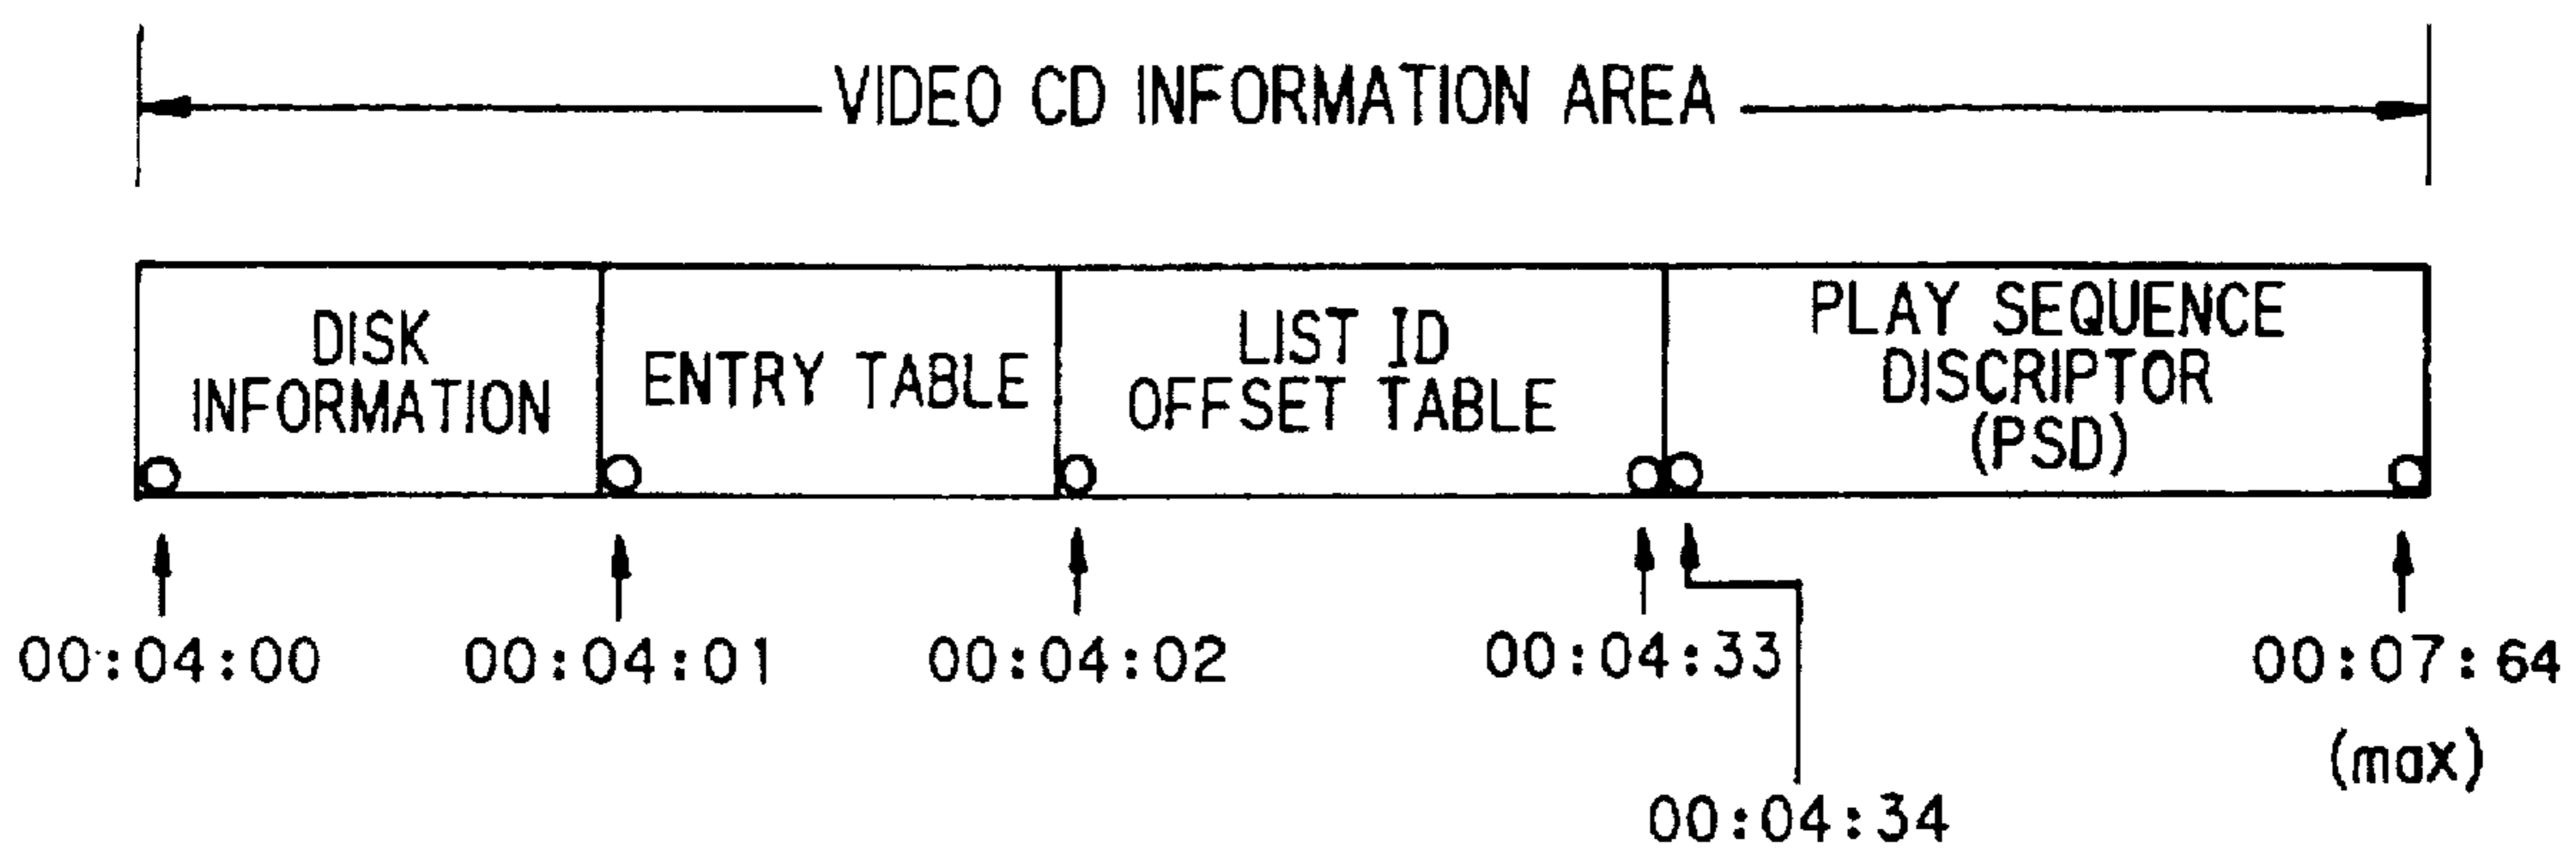 VIDEO CD INFORMATION AREA
DISK
INFORMATION
ENTRY TABLE
LIST ID
OFFSET TABLE
PLAY SEQUENCE
DISCRIPTOR
(PSD)
00:04:00
00:04:01
00:04:02
00:04:33
00:07:64
(max)
00:04:34